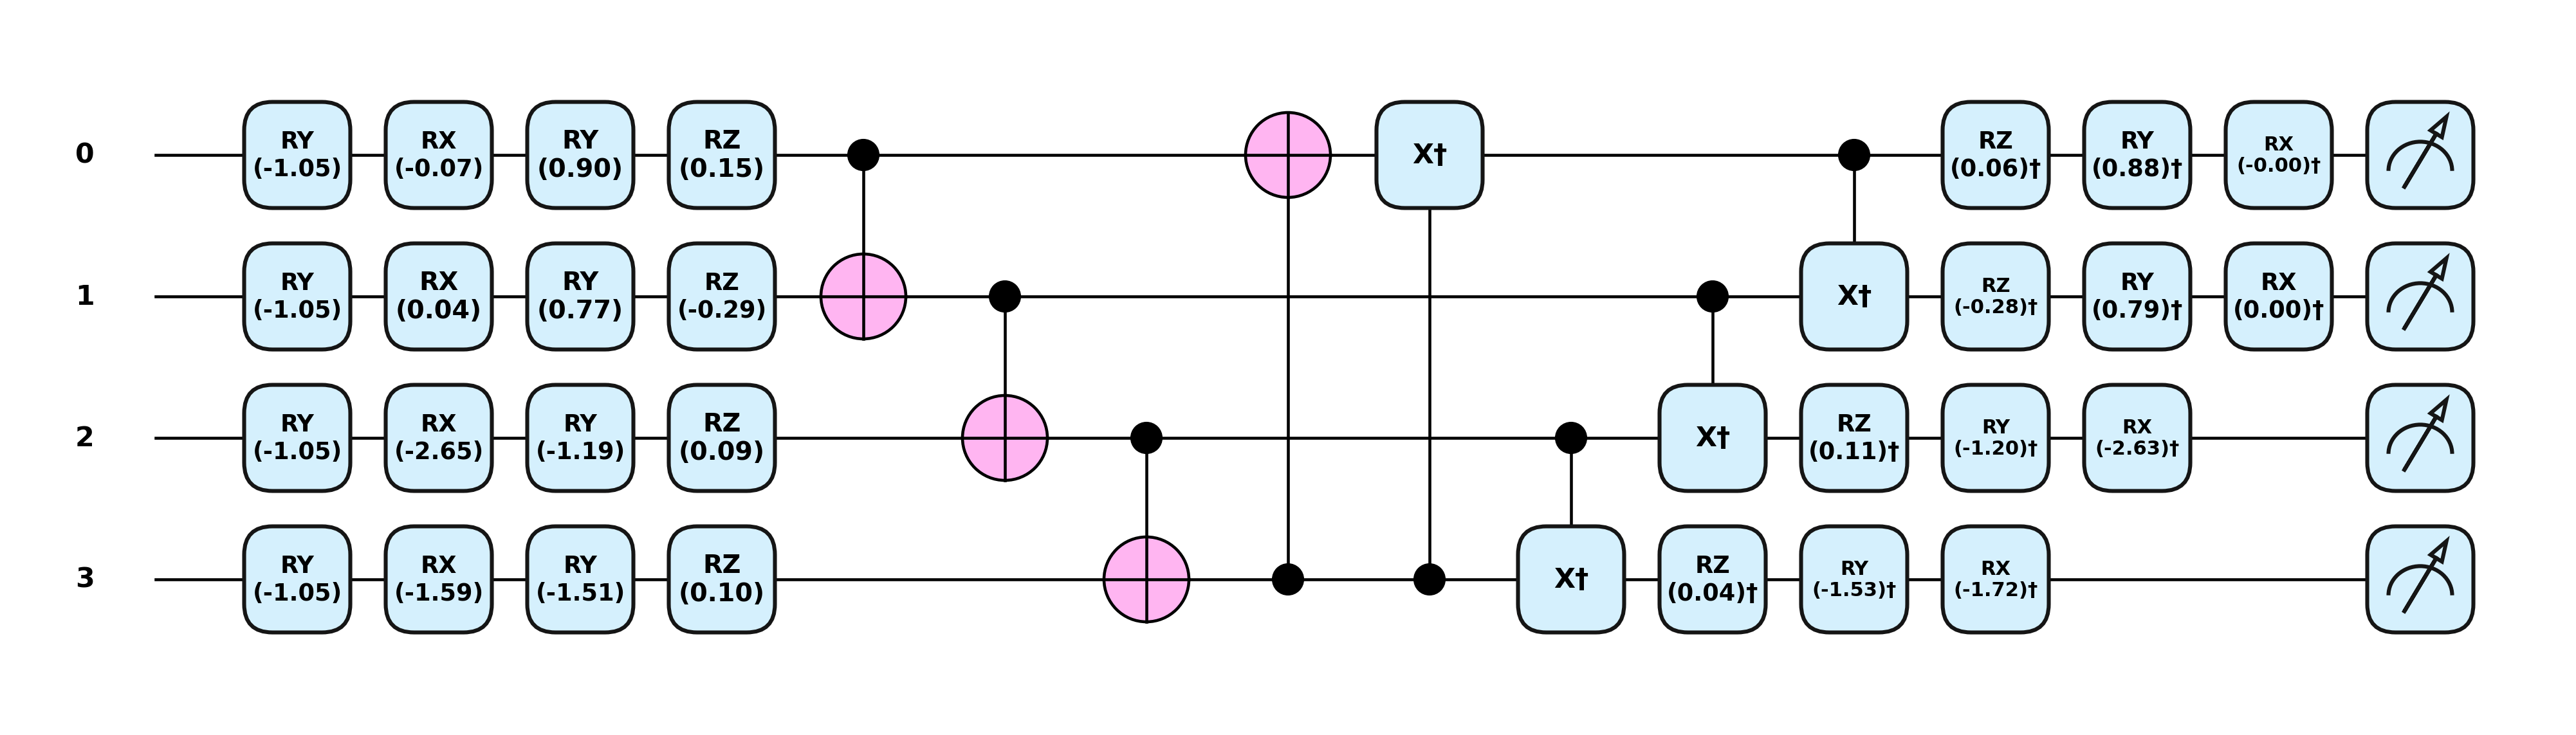 0 RY RX RY RZ X† RZ RY RX
(-1.05) (-0.07) (0.90) (0.15) (0.06)† (0.88)† (-0.00)†
1 RY RX RY RZ X† RZ RY RX
(-1.05) (0.04) (0.77) (-0.29) (-0.28)† (0.79)† (0.00)†
2 RY RX RY RZ X† RZ RY RX
(-1.05) (-2.65) (-1.19) (0.09) (0.11)† (-1.20)† (-2.63)†
3 RY RX RY RZ X† RZ RY RX
(-1.05) (-1.59) (-1.51) (0.10) (0.04)† (-1.53)† (-1.72)†